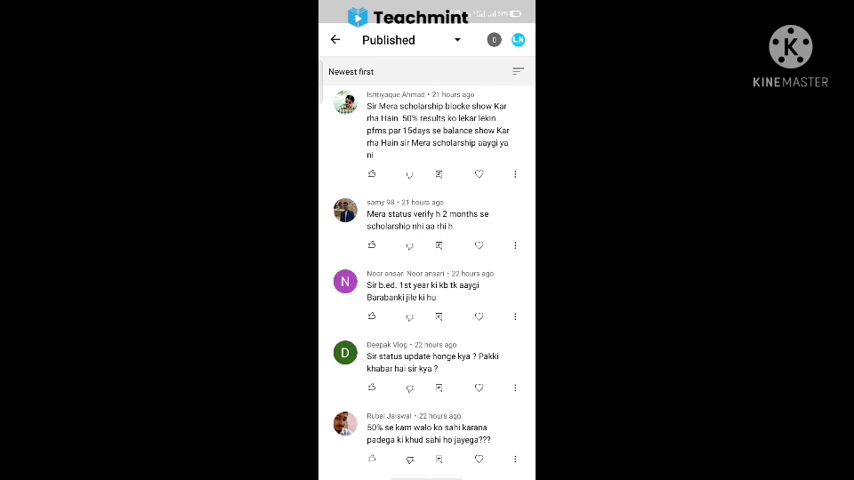 Teachmint
Published
0
LN
K
KINEMASTER
Newest first
Ishtiyaque Ahmad • 21 hours ago
Sir Mera scholarship blocke show Kar
rha Hain 50% results ko lekar lekin
pfms par 15days se balance show Kar
rha Hain sir Mera scholarship aaygi ya
ni
samy 98 • 21 hours ago
Mera status verify h 2 months se
scholarship nhi aa rhi h
N
Noor ansari Noor ansari • 22 hours ago
Sir b.ed. 1st year ki kb tk aaygi
Barabanki jile ki hu
D
Deepak Vlog • 22 hours ago
Sir status update honge kya ? Pakki
khabar hai sir kya ?
Rubal Jaiswal • 22 hours ago
50% se kam walo ko sahi karana
padega ki khud sahi ho jayega???